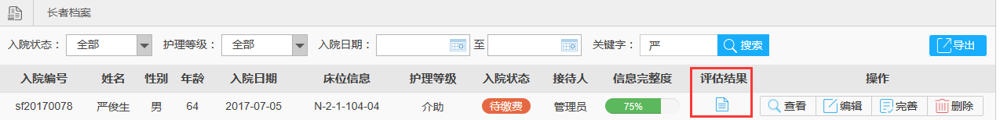 长者档案
入院状态： 全部 护理等级： 全部 入院日期： 至 关键字： 严 搜索 导出
入院编号 姓名 性别 年龄 入院日期 床位信息 护理等级 入院状态 接待人 信息完整度 评估结果 操作
sf20170078 严俊生 男 64 2017-07-05 N-2-1-104-04 介助 待缴费 管理员 75% 查看 编辑 完善 删除